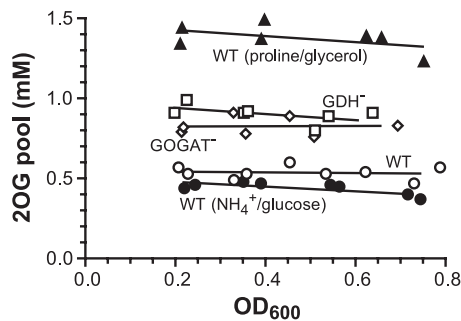 1.5
WT (proline/glycerol)
1.0
GDH⁻
GOGAT⁻
WT
0.5
WT (NH₄⁺/glucose)
0.0
0.0 0.2 0.4 0.6 0.8
2OG pool (mM)
OD₆₀₀